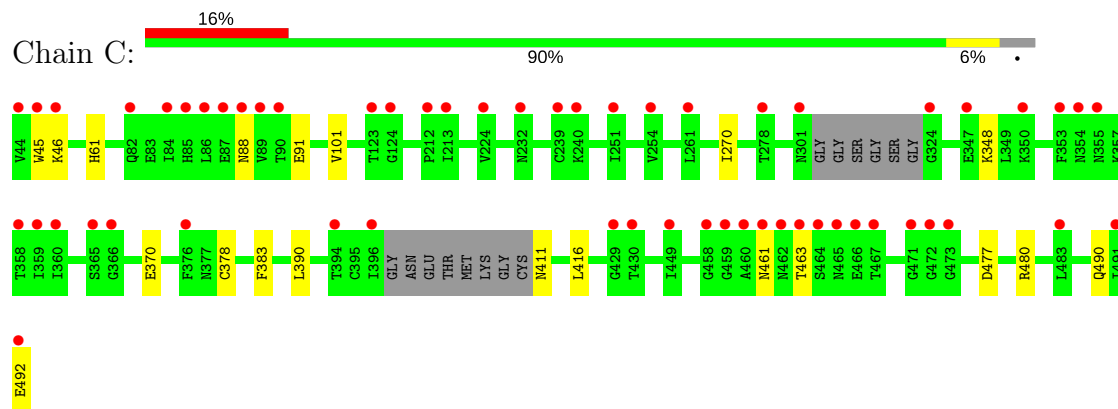 16%
Chain C:
90% 6% •
V44 W45 K46 H61 Q82 E83 I84 H85 L86 E87 N88 V89 T90 E91 V101 T123 G124 P212 I213 V224 N232 C239 K240 I251 V254 L261 I270 T278 N301 GLY GLY SER GLY SER GLY G324 E347 K348 L349 K350 F353 N354 N355
T358 I359 I360 S365 G366 E370 F376 N377 C378 F383 L390 T394 C395 I396 GLY ASN GLU THR MET LYS GLY CYS N411 L416 G429 T430 I449 G458 G459 A460 N461 N462 T463 S464 N465 E466 T467 G471 G472 G473 D477 R480 L483 Q490 I491
E492